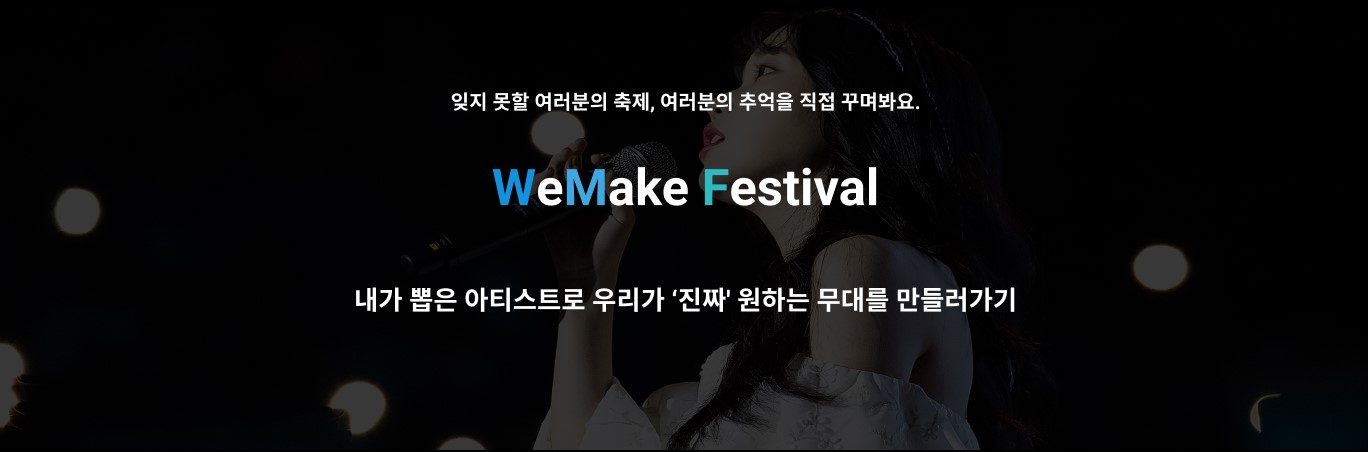 잊지 못할 여러분의 축제, 여러분의 추억을 직접 꾸며봐요.
WeMake Festival
내가 뽑은 아티스트로 우리가 ‘진짜' 원하는 무대를 만들러가기